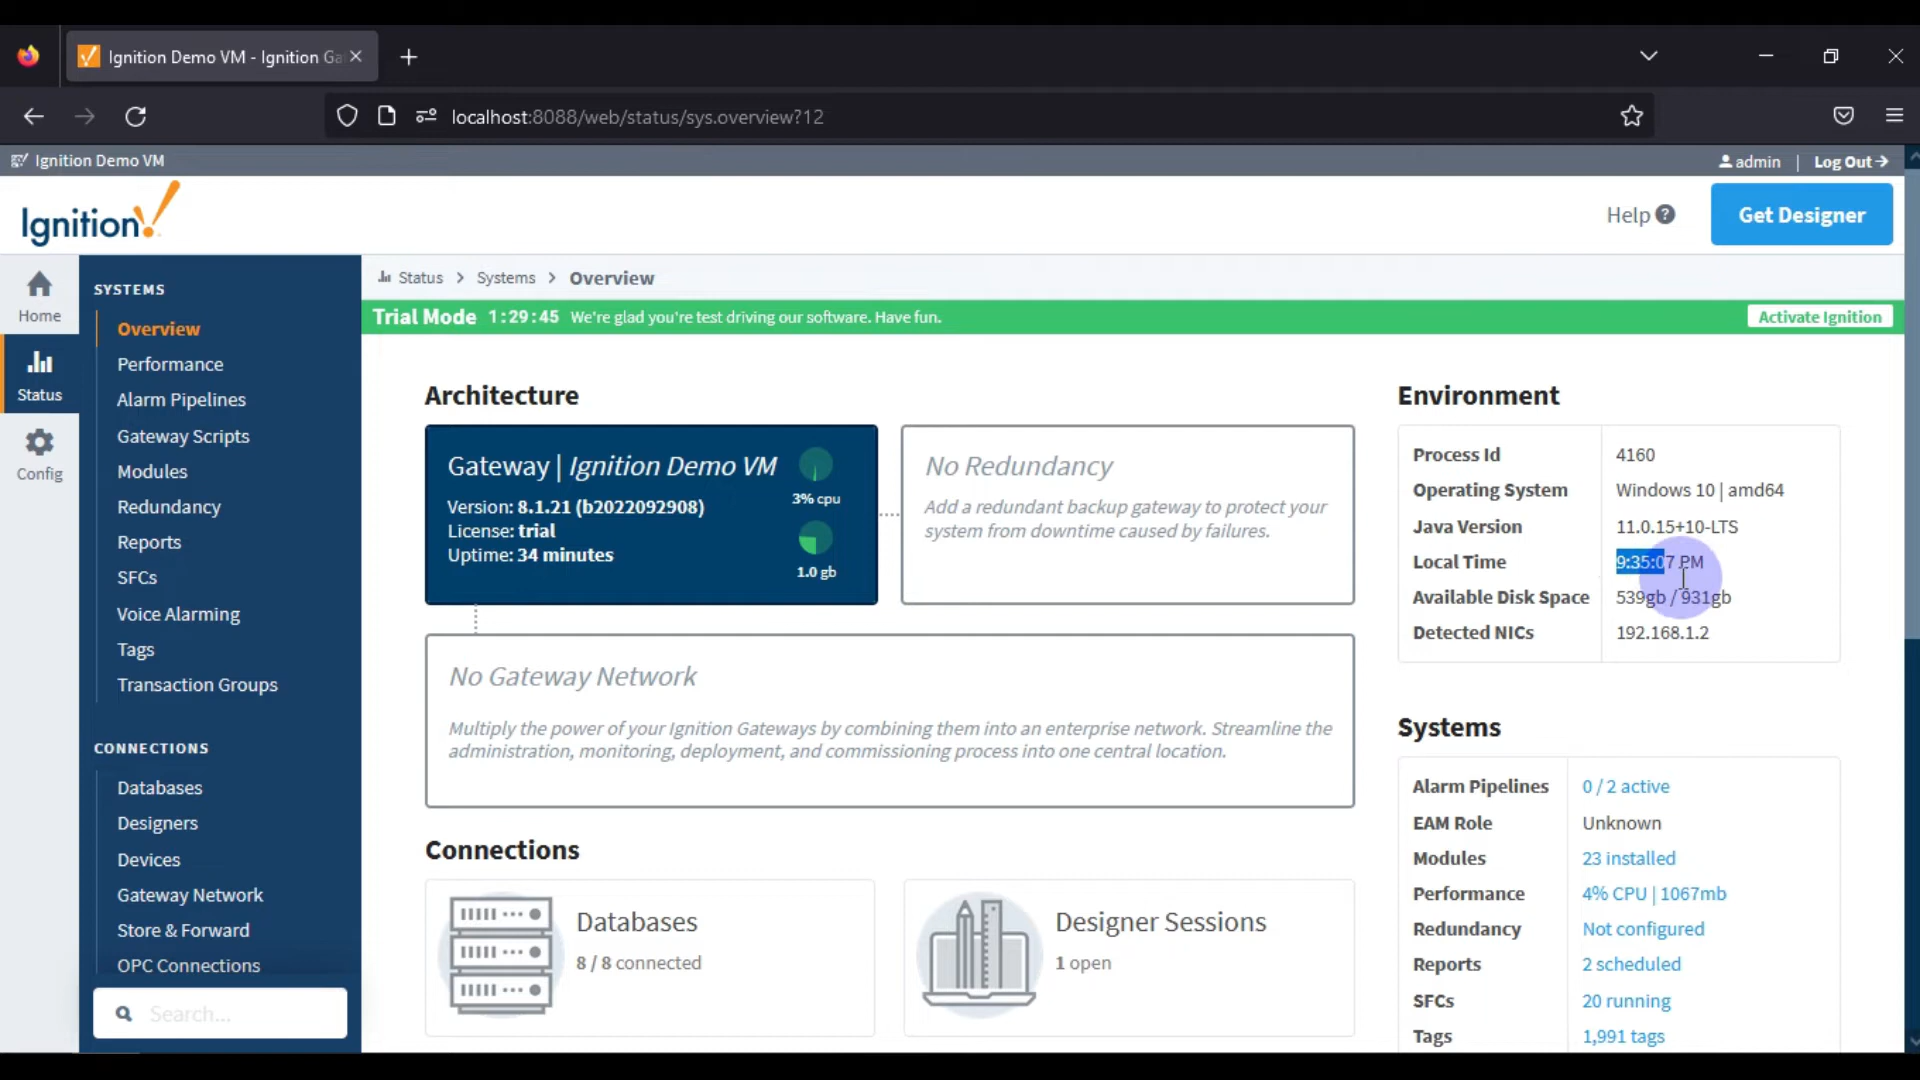 Ignition Demo VM - Ignition Ga
localhost:8088/web/status/sys.overview?12
Ignition Demo VM
admin | Log Out
Ignition!
Help ?
Get Designer
Home
Status
Config
SYSTEMS
Overview
Performance
Alarm Pipelines
Gateway Scripts
Modules
Redundancy
Reports
SFCs
Voice Alarming
Tags
Transaction Groups
CONNECTIONS
Databases
Designers
Devices
Gateway Network
Store & Forward
OPC Connections
Search...
Status > Systems > Overview
Trial Mode 1:29:45 We're glad you're test driving our software. Have fun.
Activate Ignition
Architecture
Gateway | Ignition Demo VM
Version: 8.1.21 (b2022092908)
License: trial
Uptime: 34 minutes
3% cpu
1.0 gb
No Redundancy
Add a redundant backup gateway to protect your
system from downtime caused by failures.
No Gateway Network
Multiply the power of your Ignition Gateways by combining them into an enterprise network. Streamline the
administration, monitoring, deployment, and commissioning process into one central location.
Connections
Databases
8 / 8 connected
Designer Sessions
1 open
Environment
Process Id 4160
Operating System Windows 10 | amd64
Java Version 11.0.15+10-LTS
Local Time 9:35:07 PM
Available Disk Space 539gb / 931gb
Detected NICs 192.168.1.2
Systems
Alarm Pipelines 0 / 2 active
EAM Role Unknown
Modules 23 installed
Performance 4% CPU | 1067mb
Redundancy Not configured
Reports 2 scheduled
SFCs 20 running
Tags 1,991 tags